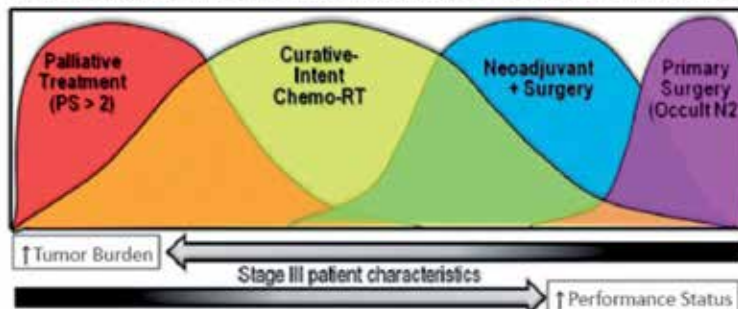 Palliative
Treatment
(PS > 2)
Curative-
Intent
Chemo-RT
Neoadjuvant
+ Surgery
Primary
Surgery
(Occult N2
↑Tumor Burden
Stage III patient characteristics
↑Performance Status